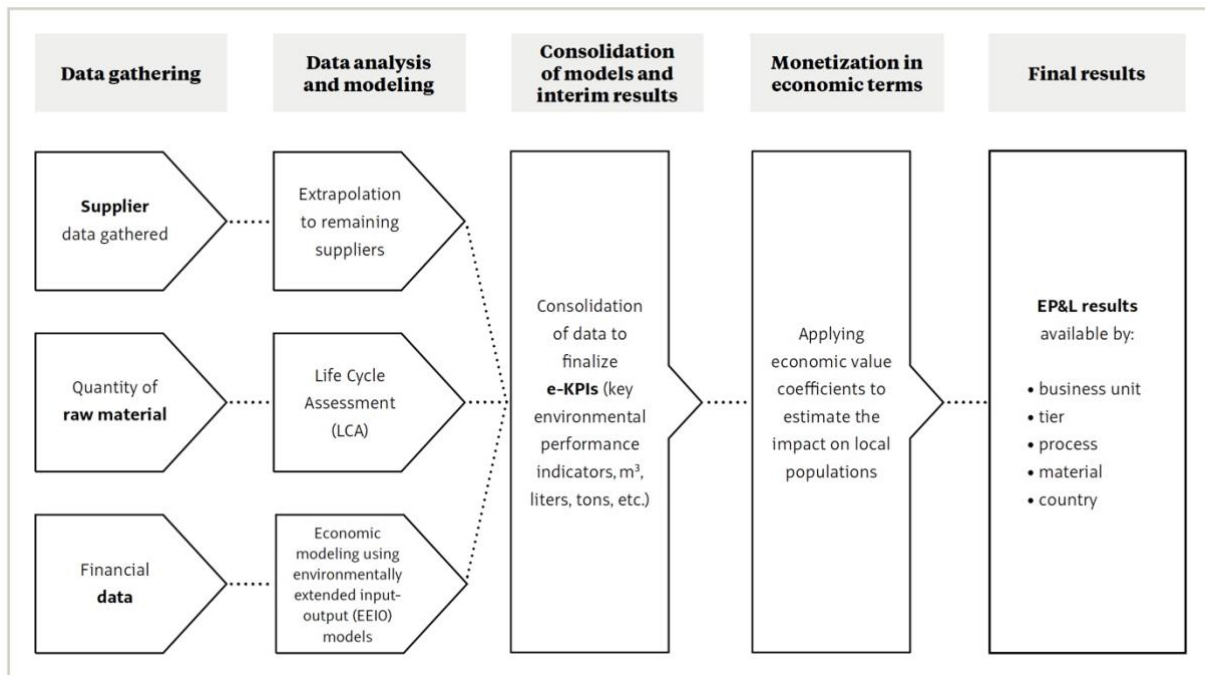 Data gathering
Data analysis
and modeling
Consolidation
of models and
interim results
Monetization in
economic terms
Final results
Supplier
data gathered
Extrapolation
to remaining
suppliers
Quantity of
raw material
Life Cycle
Assessment
(LCA)
Financial
data
Economic
modeling using
environmentally
extended input-
output (EEIO)
models
Consolidation
of data to
finalize
e-KPIs (key
environmental
performance
indicators, m³,
liters, tons, etc.)
Applying
economic value
coefficients to
estimate the
impact on local
populations
EP&L results
available by:
• business unit
• tier
• process
• material
• country